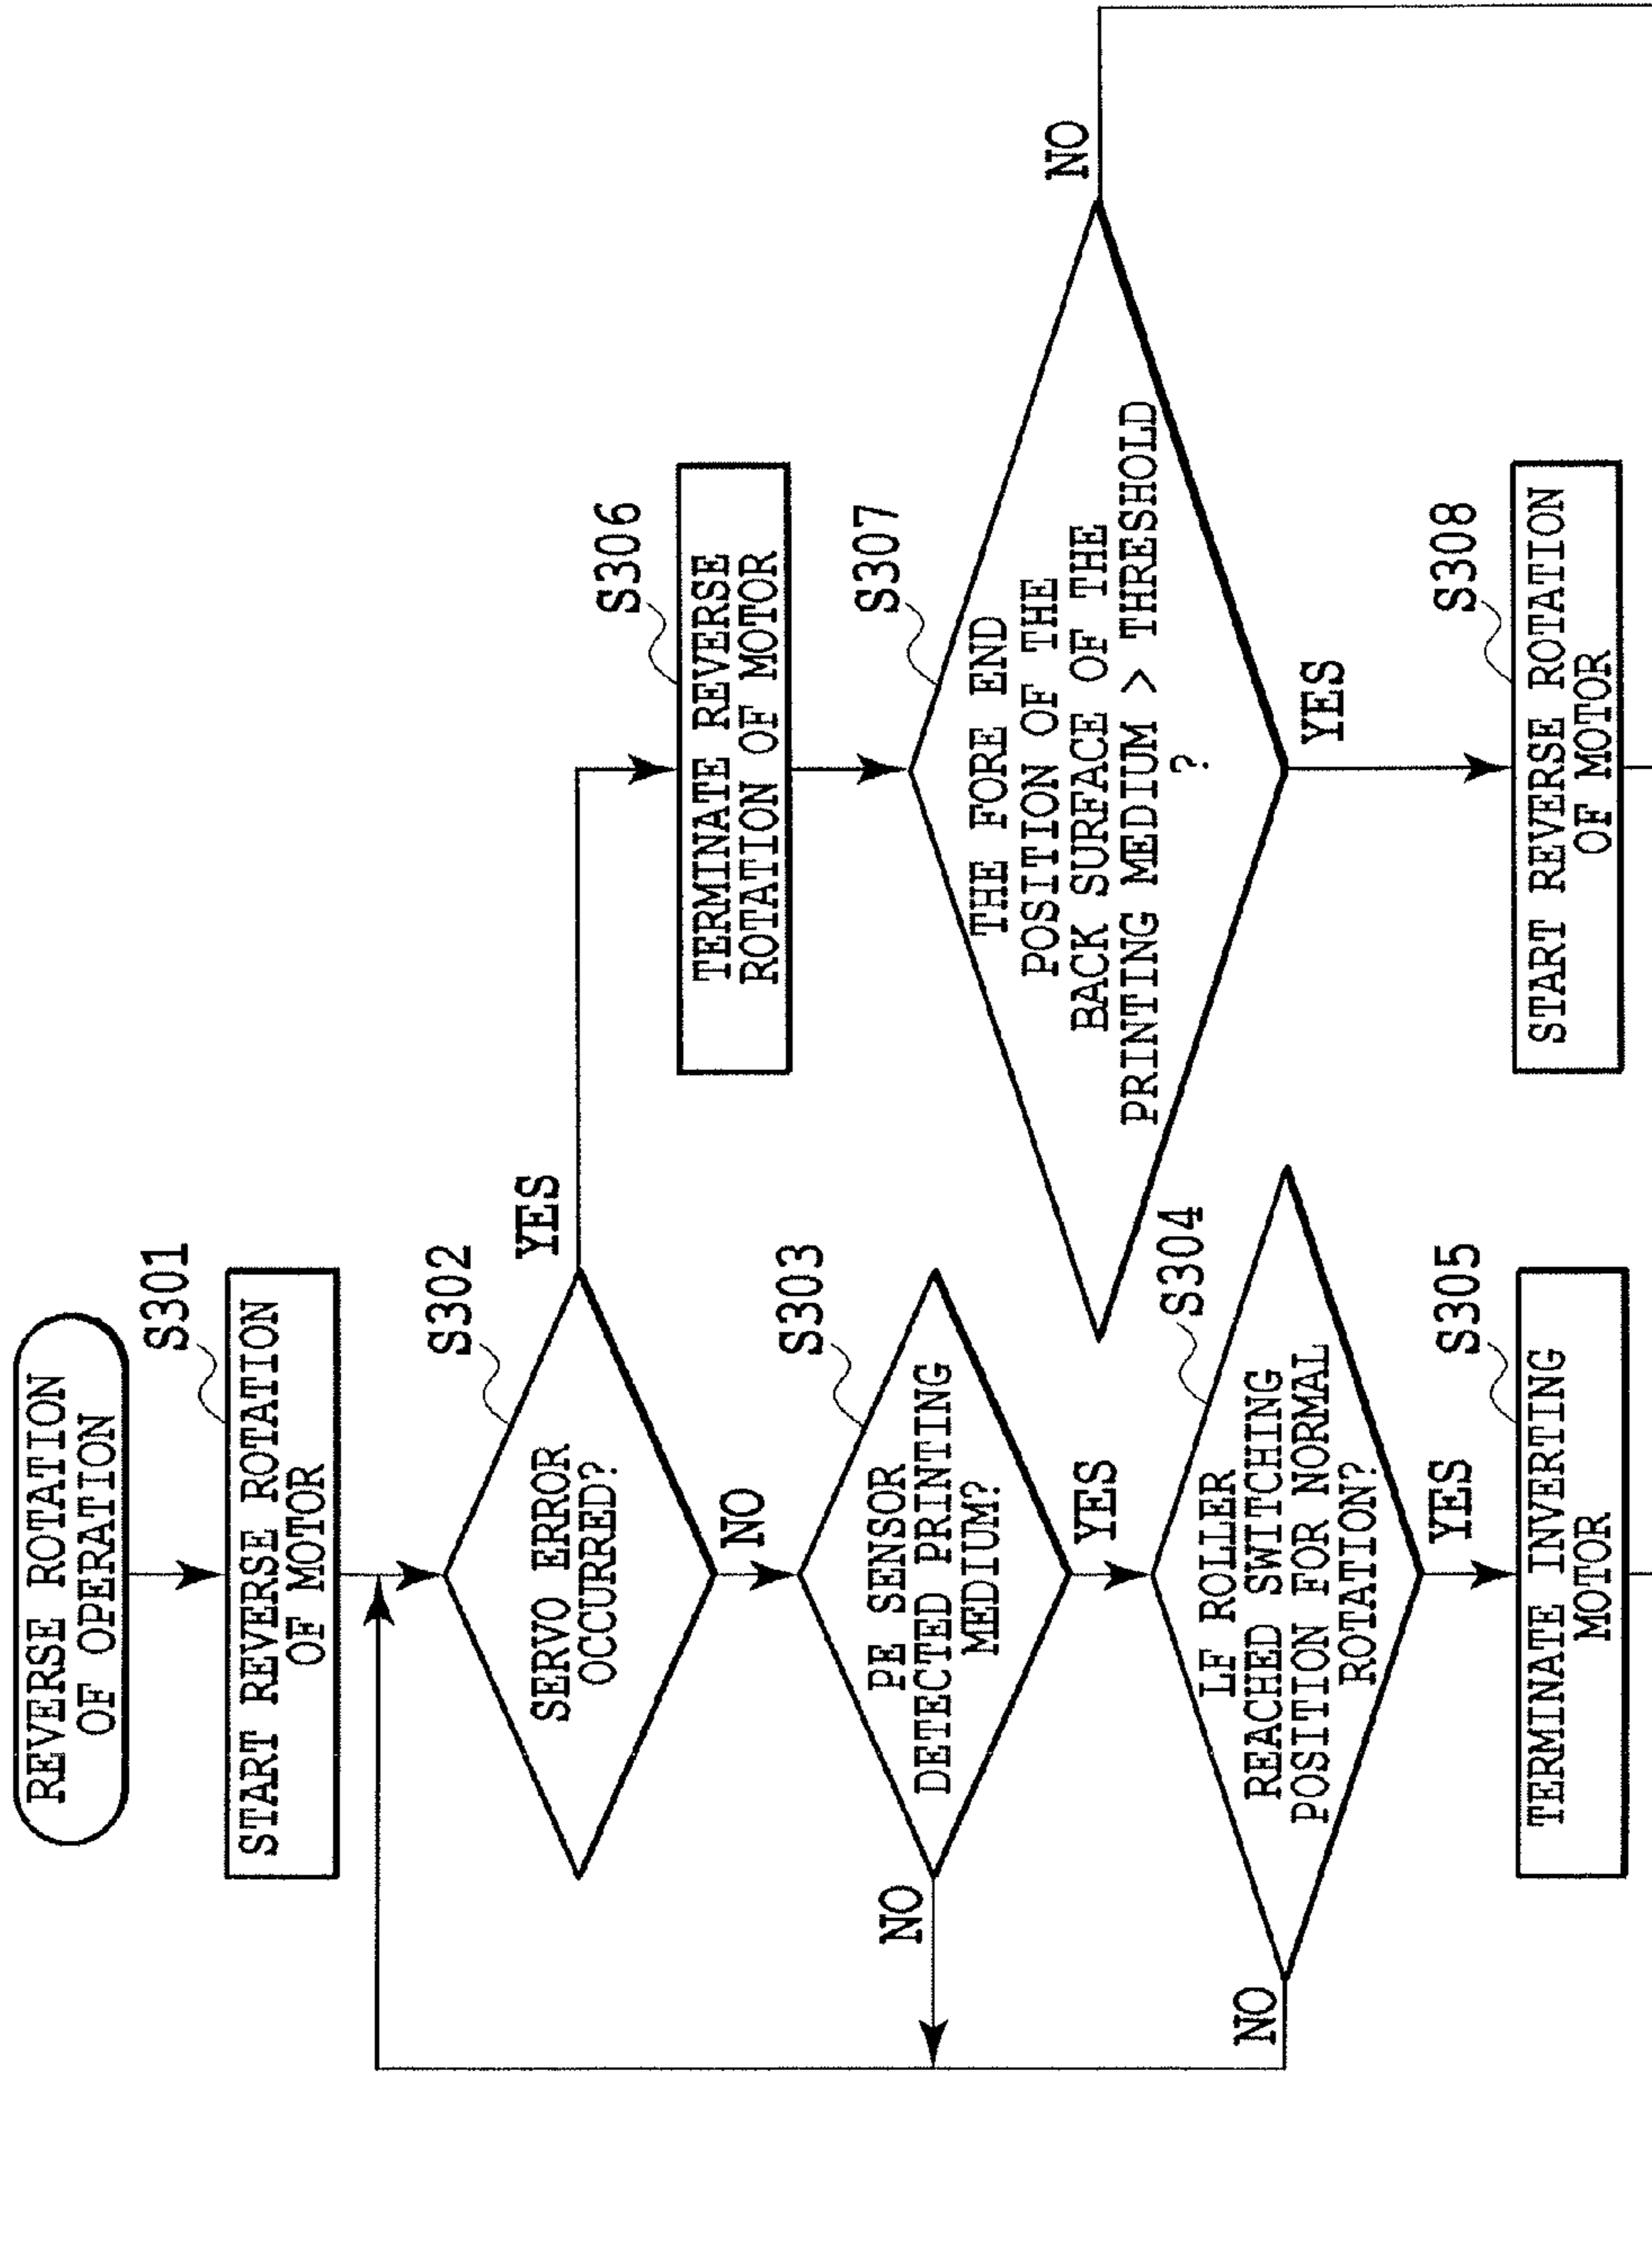 REVERSE ROTATION
OF OPERATION
S301
START REVERSE ROTATION
OF MOTOR
S302
SERVO ERROR
OCCURRED?
YES
NO
S303
PE SENSOR
DETECTED PRINTING
MEDIUM?
NO
YES
S304
LF ROLLER
REACHED SWITCHING
POSITION FOR NORMAL
ROTATION?
NO
YES
S305
TERMINATE INVERTING
MOTOR
S306
TERMINATE REVERSE
ROTATION OF MOTOR
S307
THE FORE END
POSITION OF THE
BACK SURFACE OF THE
PRINTING MEDIUM > THRESHOLD
?
NO
YES
S308
START REVERSE ROTATION
OF MOTOR